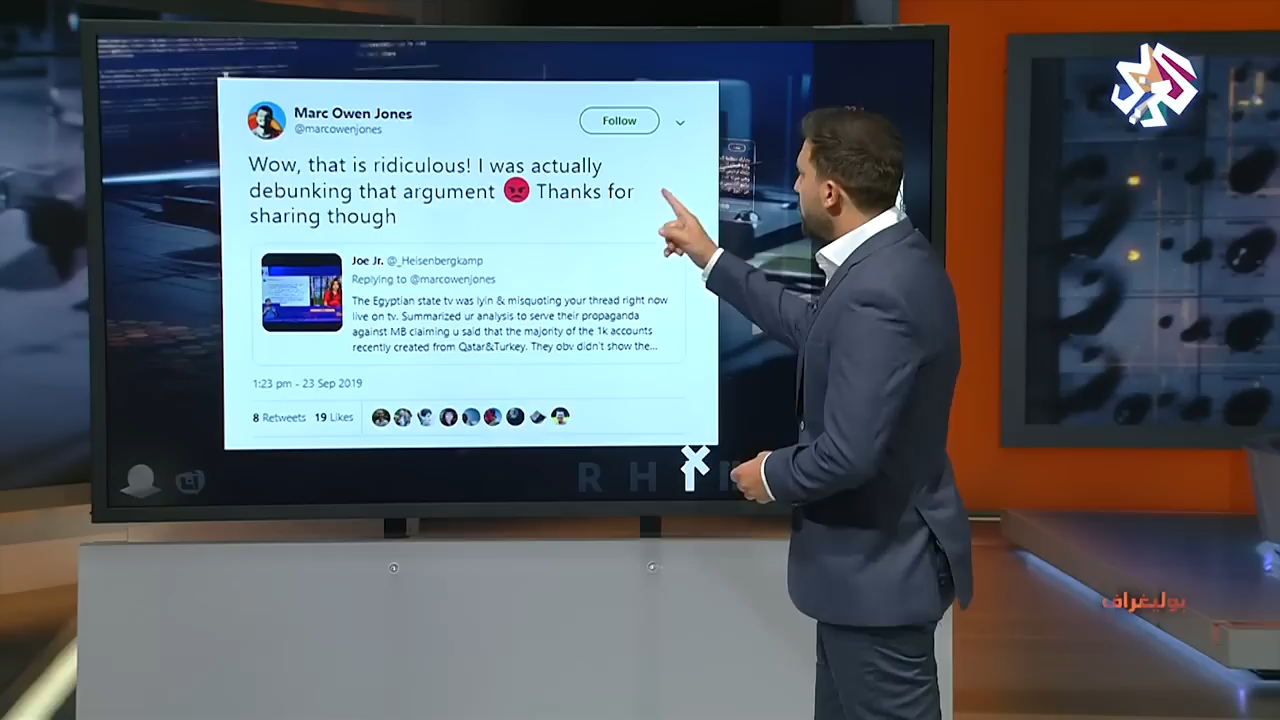 Marc Owen Jones
@marcowenjones
Follow
Wow, that is ridiculous! I was actually
debunking that argument 😡 Thanks for
sharing though
Joe Jr. @_Heisenbergkamp
Replying to @marcowenjones
The Egyptian state tv was lyin & misquoting your thread right now
live on tv. Summarized ur analysis to serve their propaganda
against MB claiming u said that the majority of the 1k accounts
recently created from Qatar&Turkey. They obv didn't show the...
1:23 pm - 23 Sep 2019
8 Retweets 19 Likes
R H
بوليغراف